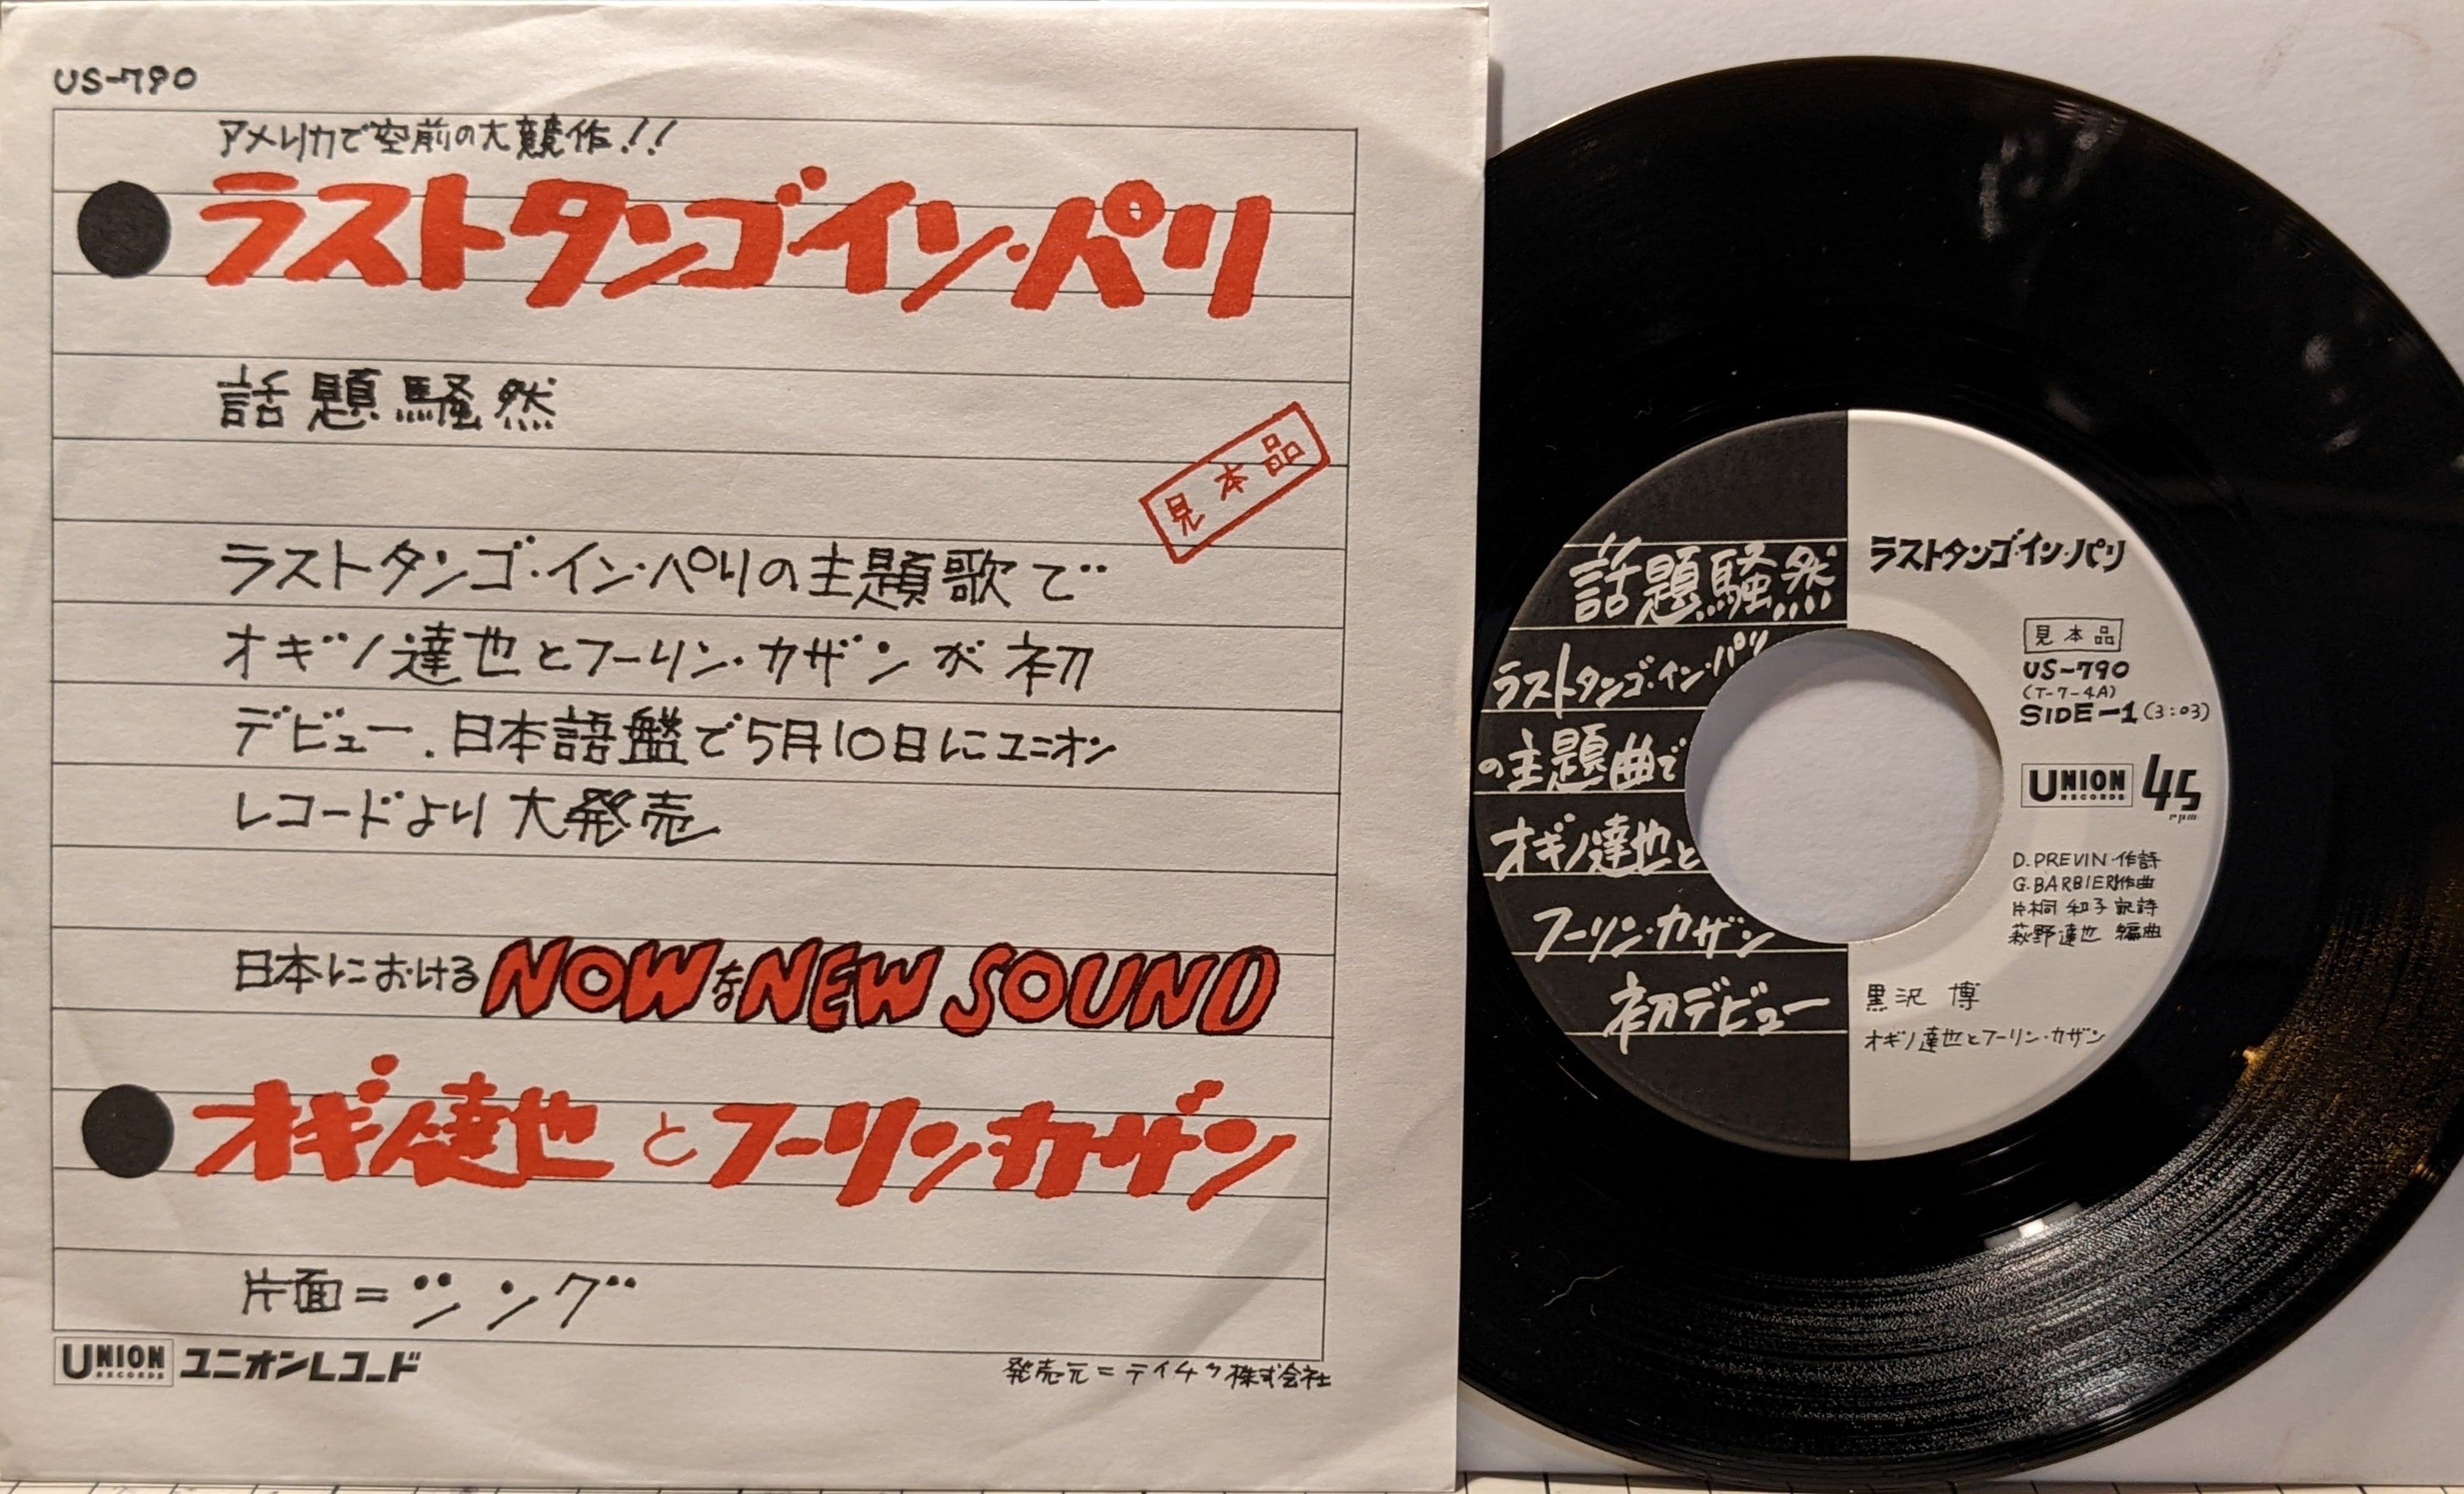 US-790
アメリカで空前の大競作!!
ラストタンゴ・イン・パリ
話題騒然
見本品
ラストタンゴ・イン・パリの主題歌で
オギノ達也とフーリン・カザンが初
デビュー.日本語盤で5月10日にユニオン
レコードより大発売
日本におけるNOWなNEW SOUND
オギノ達也とフーリン・カザン
片面=ジング
UNION RECORDS ユニオンレコード
発売元=テイチク株式会社
話題騒然
ラストタンゴ・イン・パリ
の主題曲で
オギノ達也と
フーリン・カザン
初デビュー
ラストタンゴ・イン・パリ
見本品
US-790
(T-7-4A)
SIDE-1(3:03)
UNION RECORDS 45 rpm
D.PREVIN 作詩
G.BARBIERI作曲
片桐 和子 訳詩
萩野達也 編曲
黒沢 博
オギノ達也とフーリン・カザン